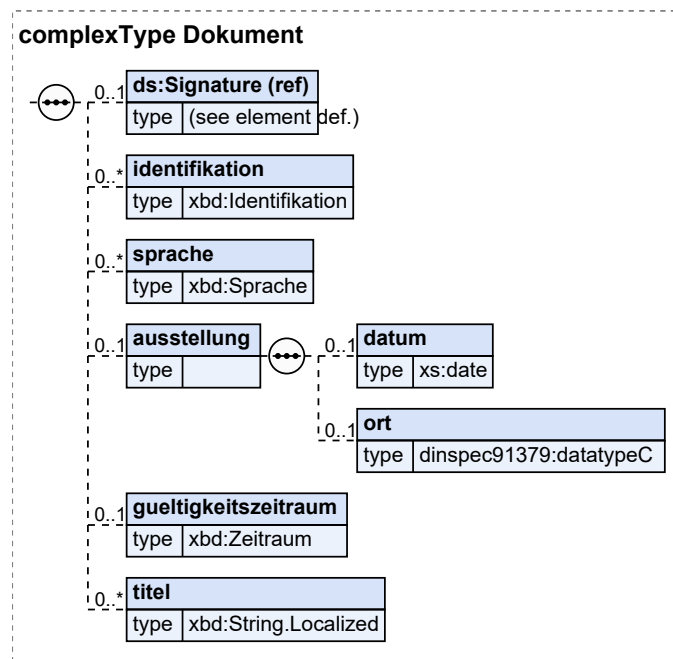 complexType Dokument
0..1 ds:Signature (ref)
type (see element def.)
0..* identifikation
type xbd:Identifikation
0..* sprache
type xbd:Sprache
0..1 ausstellung
type
0..1 datum
type xs:date
0..1 ort
type dinspec91379:datatypeC
0..1 gueltigkeitszeitraum
type xbd:Zeitraum
0..* titel
type xbd:String.Localized